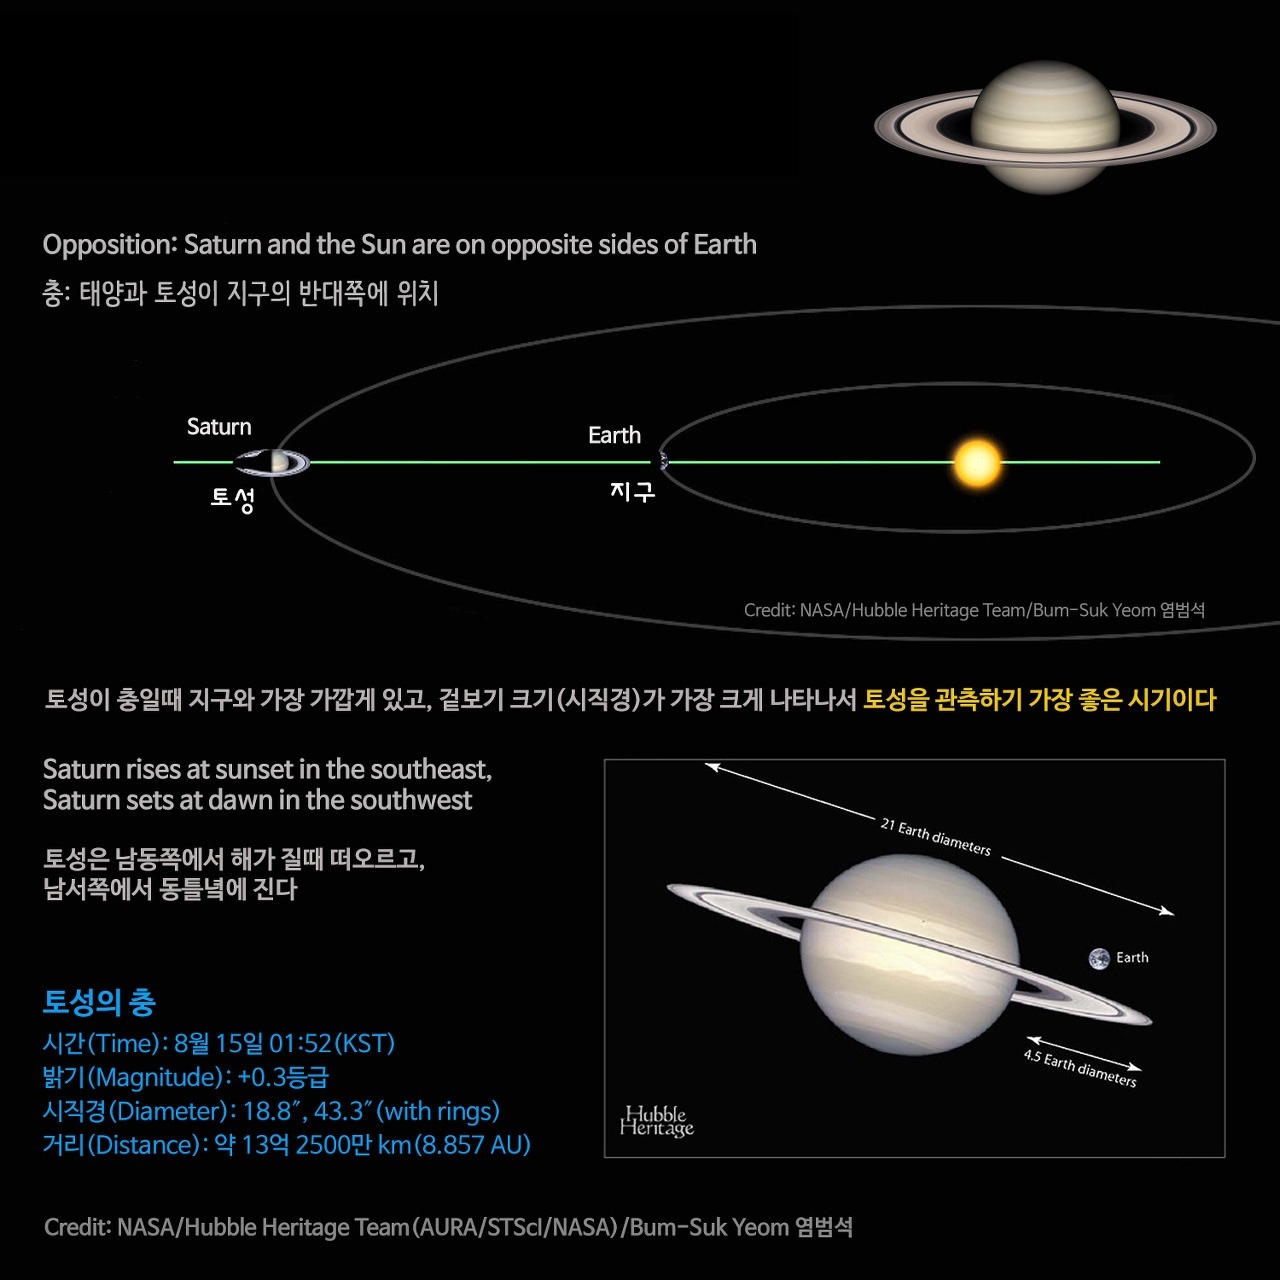 Opposition: Saturn and the Sun are on opposite sides of Earth
충: 태양과 토성이 지구의 반대쪽에 위치
Saturn
Earth
토성
지구
Credit: NASA/Hubble Heritage Team/Bum-Suk Yeom 염범석
토성이 충일때 지구와 가장 가깝게 있고, 겉보기 크기(시직경)가 가장 크게 나타나서 토성을 관측하기 가장 좋은 시기이다
Saturn rises at sunset in the southeast,
Saturn sets at dawn in the southwest
토성은 남동쪽에서 해가 질때 떠오르고,
남서쪽에서 동틀녘에 진다
21 Earth diameters
Earth
4.5 Earth diameters
Hubble
Heritage
토성의 충
시간(Time): 8월 15일 01:52(KST)
밝기(Magnitude): +0.3등급
시직경(Diameter): 18.8″, 43.3″(with rings)
거리(Distance): 약 13억 2500만 km(8.857 AU)
Credit: NASA/Hubble Heritage Team(AURA/STScI/NASA)/Bum-Suk Yeom 염범석